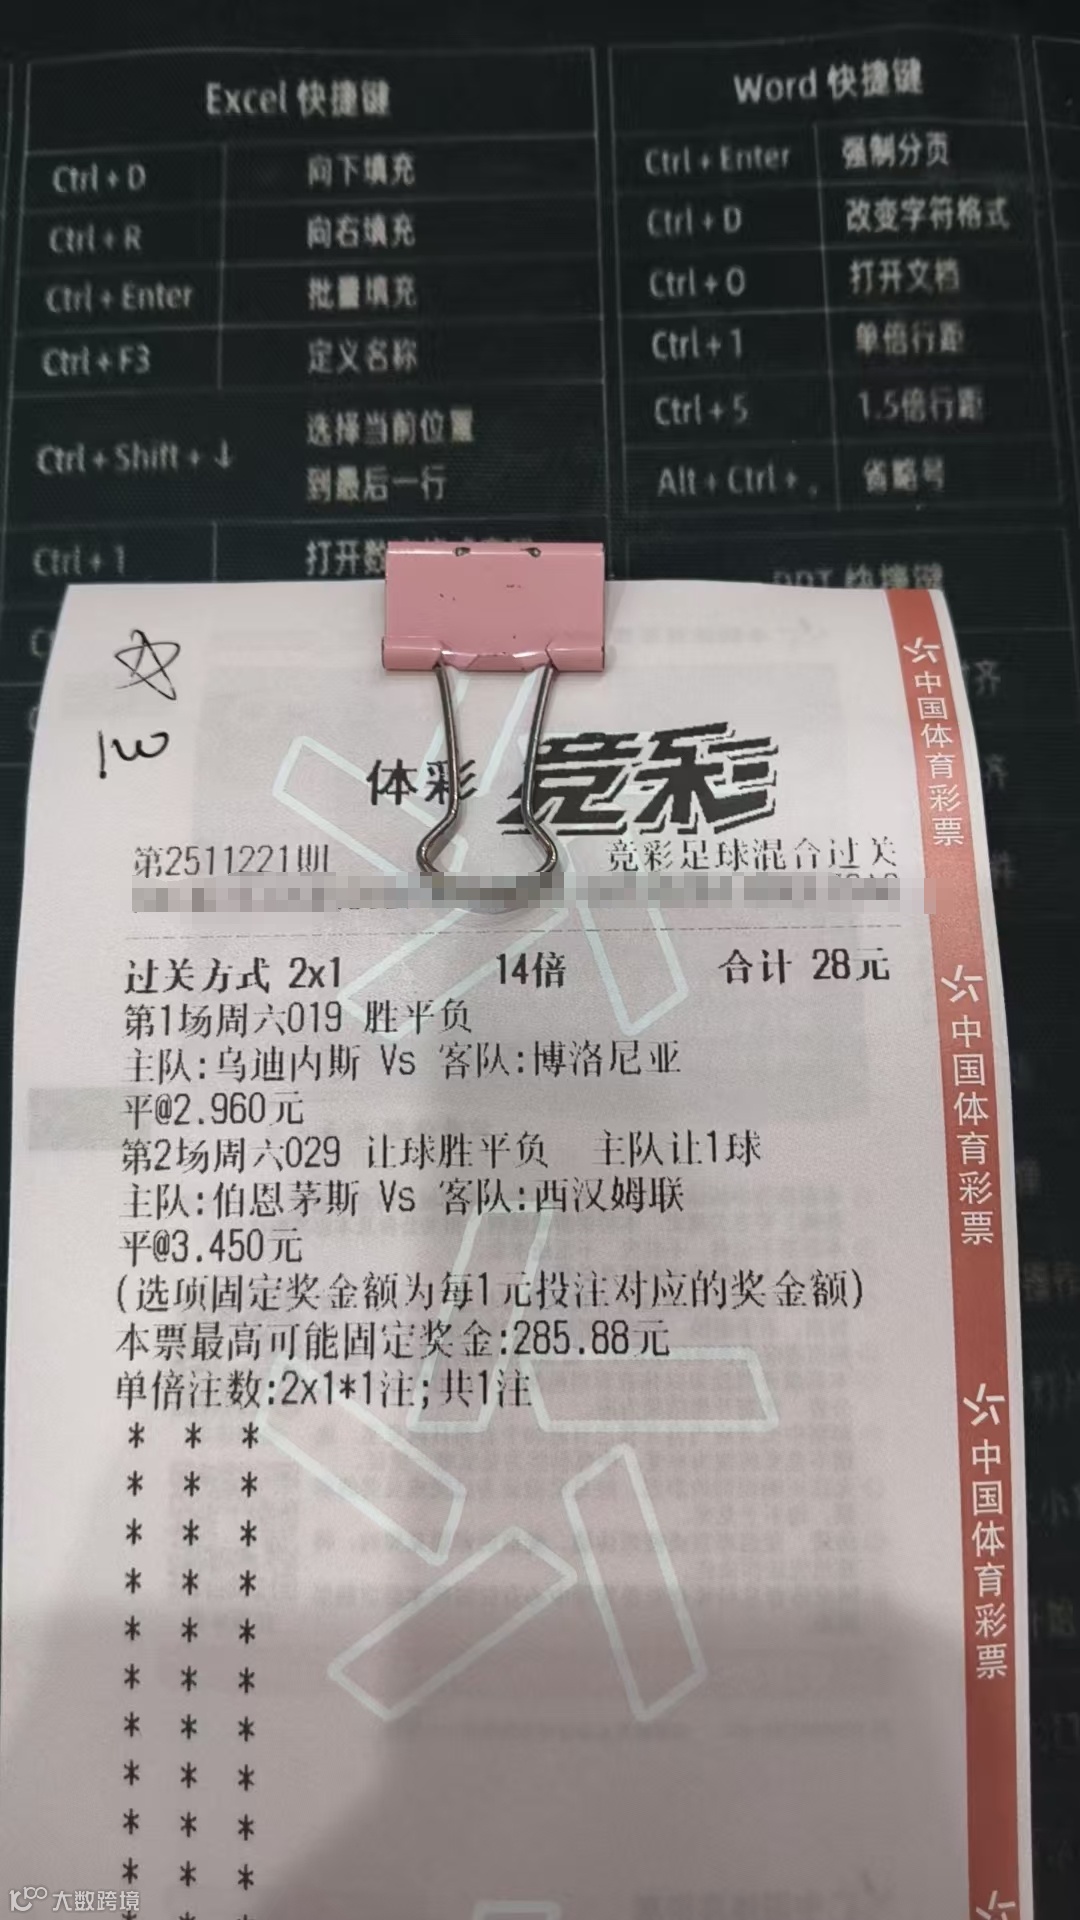 Excel 快捷键
Ctrl + D 向下填充
Ctrl + R 向右填充
Ctrl + Enter 批量填充
Ctrl + F3 定义名称
Ctrl + Shift + ↓ 选择当前位置
到最后一行
Ctrl + 1 打开数
Word 快捷键
Ctrl + Enter 强制分页
Ctrl + D 改变字符格式
Ctrl + O 打开文档
Ctrl + 1 单倍行距
Ctrl + 5 1.5倍行距
Alt + Ctrl + . 省略号
PPT 快捷键
体彩 竞彩
第2511221期 竞彩足球混合过关
过关方式 2x1 14倍 合计 28元
第1场周六019 胜平负
主队:乌迪内斯 Vs 客队:博洛尼亚
平@2.960元
第2场周六029 让球胜平负 主队让1球
主队:伯恩茅斯 Vs 客队:西汉姆联
平@3.450元
(选项固定奖金额为每1元投注对应的奖金额)
本票最高可能固定奖金:285.88元
单倍注数:2x1*1注;共1注
* * *
* * *
* * *
* * *
* * *
* * *
* * *
* * *
* * *
* * *
* * *
中国体育彩票
中国体育彩票
中国体育彩票
大数跨境